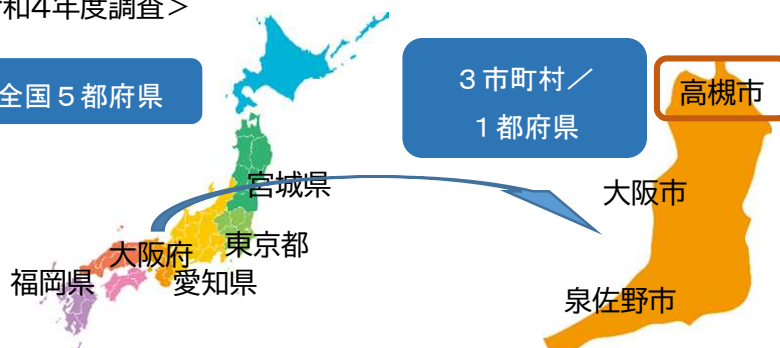 和4年度調査＞
全国５都府県
３市町村／
１都府県
高槻市
宮城県
大阪市
大阪府
東京都
福岡県
愛知県
泉佐野市